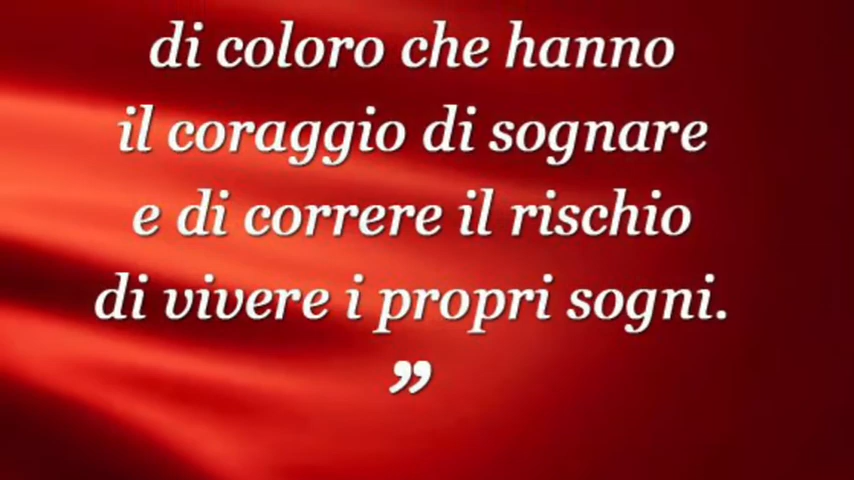 di coloro che hanno
il coraggio di sognare
e di correre il rischio
di vivere i propri sogni.
”